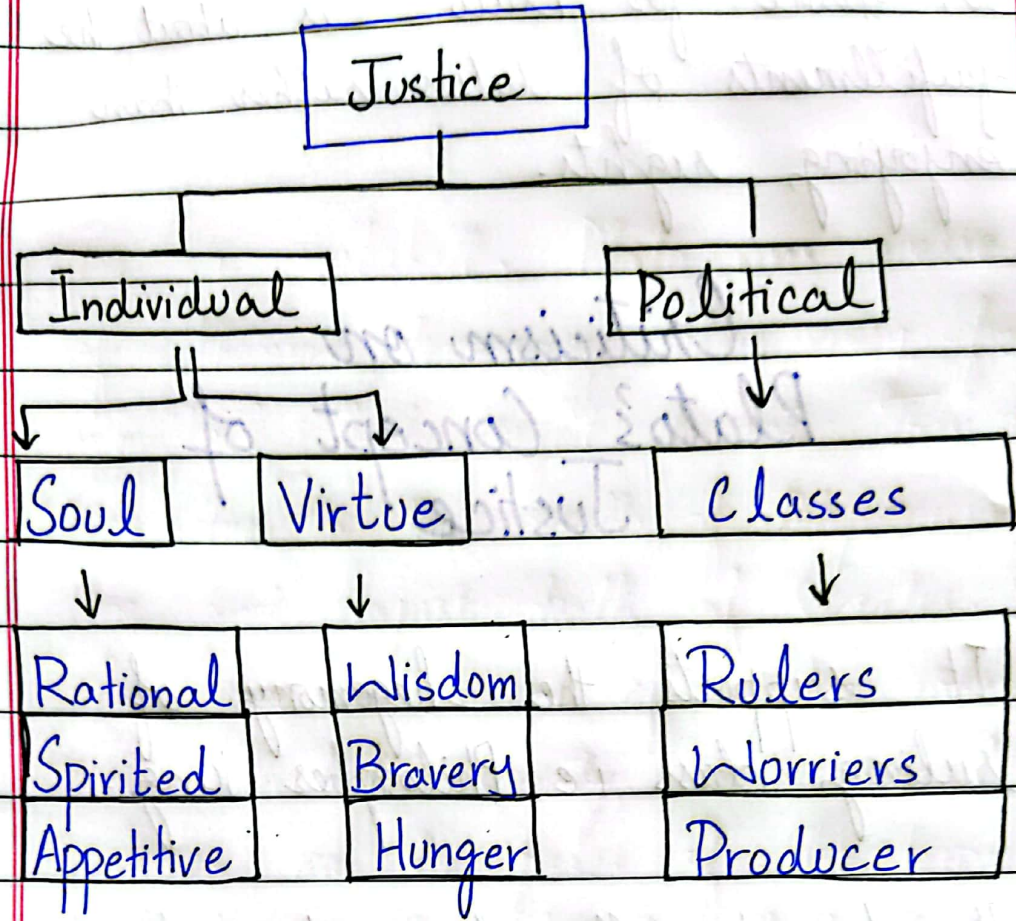 Justice
Individual Political
Soul Virtue Classes
Rational Wisdom Rulers
Spirited Bravery Worriers
Appetitive Hunger Producer